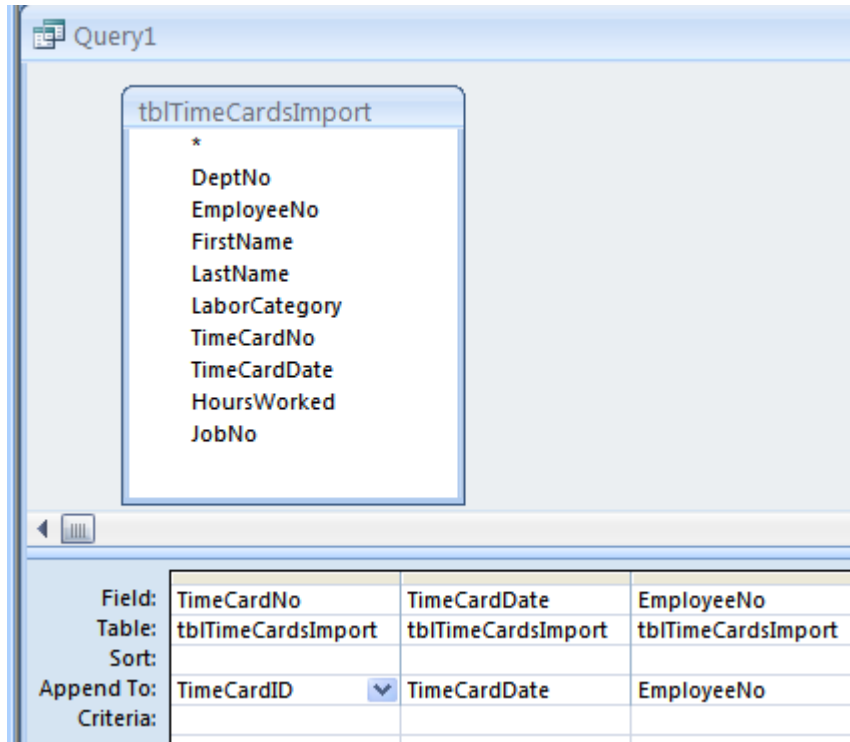 Query1
tblTimeCardsImport
*
DeptNo
EmployeeNo
FirstName
LastName
LaborCategory
TimeCardNo
TimeCardDate
HoursWorked
JobNo
Field: TimeCardNo TimeCardDate EmployeeNo
Table: tblTimeCardsImport tblTimeCardsImport tblTimeCardsImport
Sort:
Append To: TimeCardID TimeCardDate EmployeeNo
Criteria: